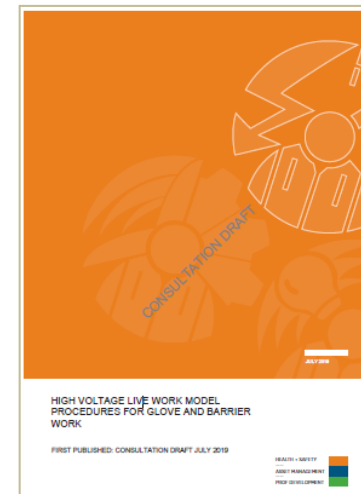 CONSULTATION DRAFT
JULY 2019
HIGH VOLTAGE LIVE WORK MODEL
PROCEDURES FOR GLOVE AND BARRIER
WORK
FIRST PUBLISHED: CONSULTATION DRAFT JULY 2019
HEALTH + SAFETY
ASSET MANAGEMENT
PROF DEVELOPMENT